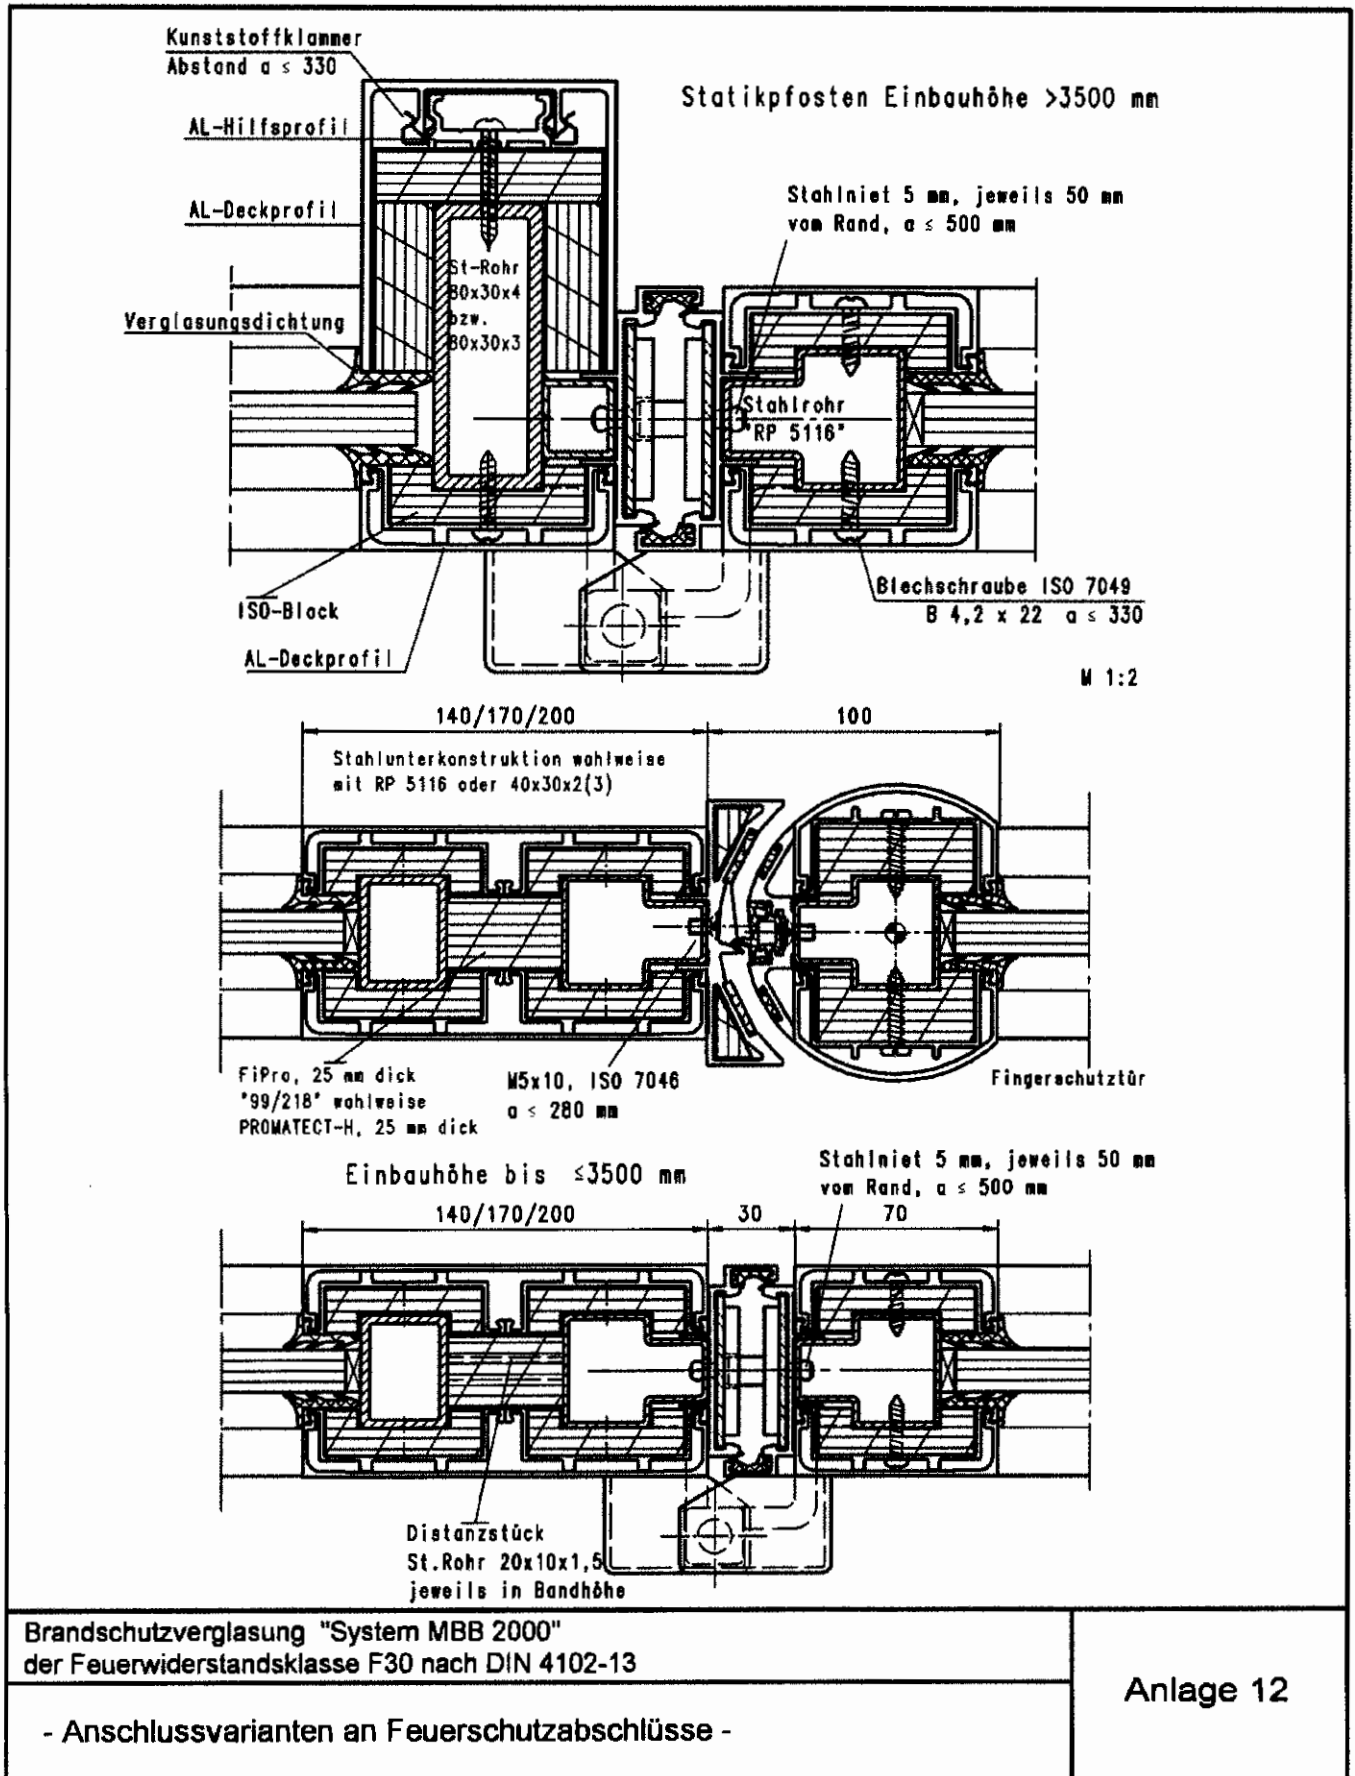 Kunststoffklammer
Abstand a ≤ 330
Statikpfosten Einbauhöhe >3500 mm
AL-Hilfsprofil
Stahlniet 5 mm, jeweils 50 mm
vom Rand, a ≤ 500 mm
AL-Deckprofil
St-Rohr
80x30x4
bzw.
80x30x3
Verglasungsdichtung
Stahlrohr
"RP 5116"
ISO-Block
Blechschraube ISO 7049
B 4,2 x 22 a ≤ 330
AL-Deckprofil
M 1:2
140/170/200
100
Stahlunterkonstruktion wahlweise
mit RP 5116 oder 40x30x2(3)
FiPro, 25 mm dick
"99/218" wahlweise
PROMATECT-H, 25 mm dick
M5x10, ISO 7046
a ≤ 280 mm
Fingerschutztür
Einbauhöhe bis ≤3500 mm
Stahlniet 5 mm, jeweils 50 mm
vom Rand, a ≤ 500 mm
140/170/200
30
70
Distanzstück
St.Rohr 20x10x1,5
jeweils in Bandhöhe
Brandschutzverglasung "System MBB 2000"
der Feuerwiderstandsklasse F30 nach DIN 4102-13
Anlage 12
- Anschlussvarianten an Feuerschutzabschlüsse -